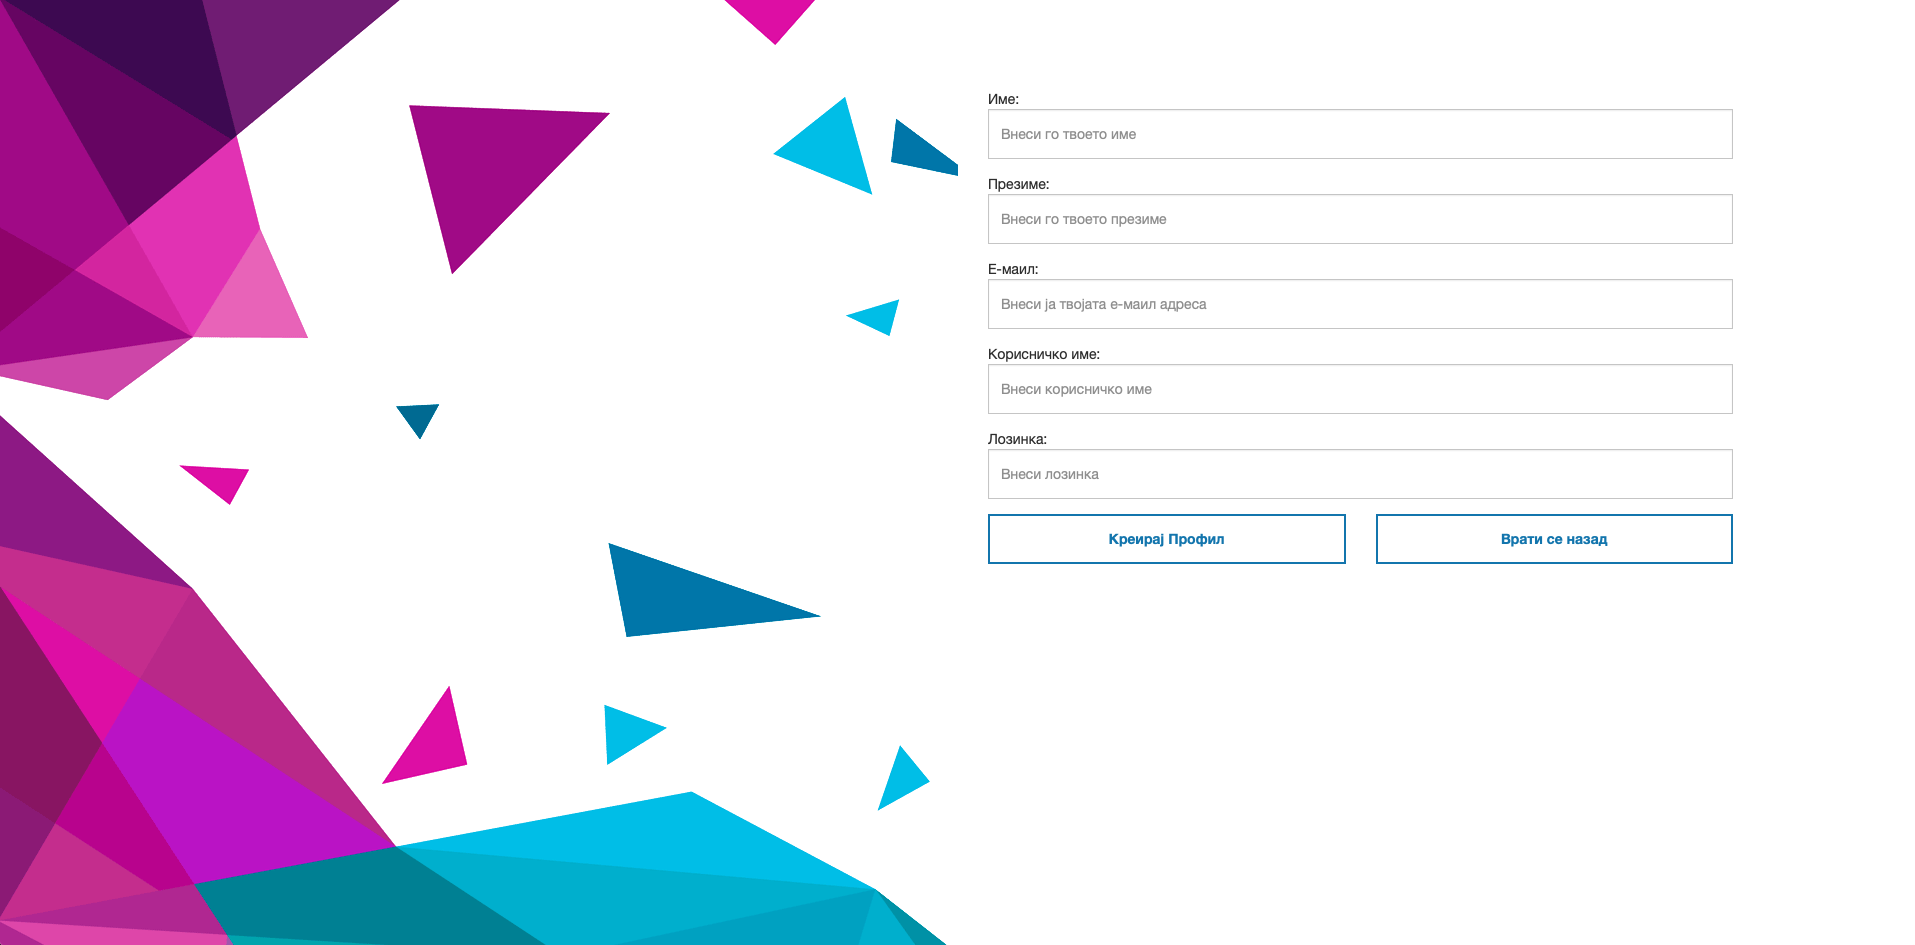 Име:
Внеси го твоето име
Презиме:
Внеси го твоето презиме
Е-маил:
Внеси ја твојата е-маил адреса
Корисничко име:
Внеси корисничко име
Лозинка:
Внеси лозинка
Креирај Профил
Врати се назад